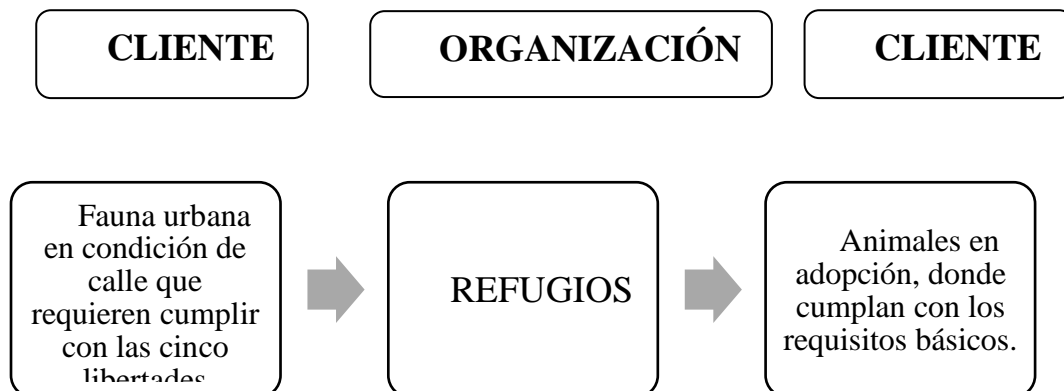 CLIENTE
ORGANIZACIÓN
CLIENTE
Fauna urbana
en condición de
calle que
requieren cumplir
con las cinco
libertades
REFUGIOS
Animales en
adopción, donde
cumplan con los
requisitos básicos.